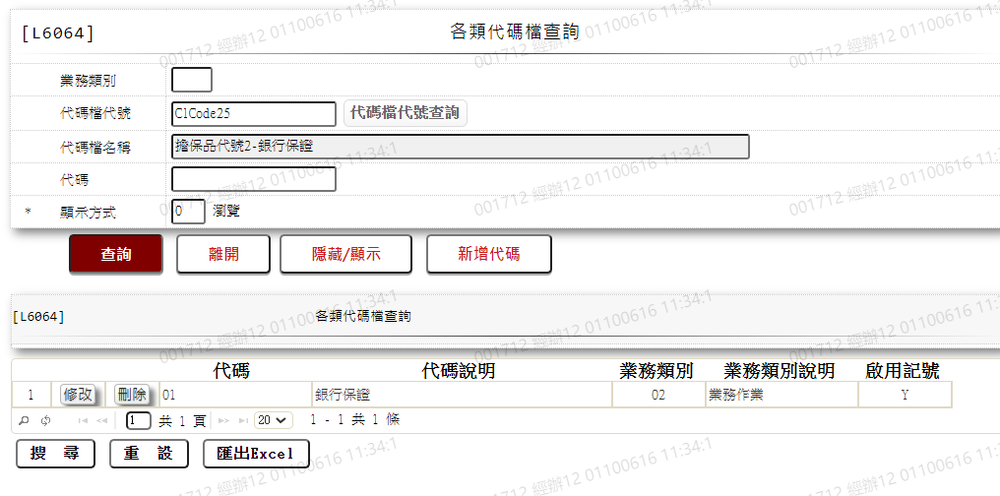 [L6064] 各類代碼檔查詢
業務類別
代碼檔代號 ClCode25 代碼檔代號查詢
代碼檔名稱 擔保品代號2-銀行保證
代碼
* 顯示方式 0 瀏覽
查詢 離開 隱藏/顯示 新增代碼
[L6064] 各類代碼檔查詢
代碼 代碼說明 業務類別 業務類別說明 啟用記號
1 修改 刪除 01 銀行保證 02 業務作業 Y
1 共 1 頁 20 1 - 1 共 1 條
搜 尋 重 設 匯出Excel
001712 經辦12 01100616 11:34:1